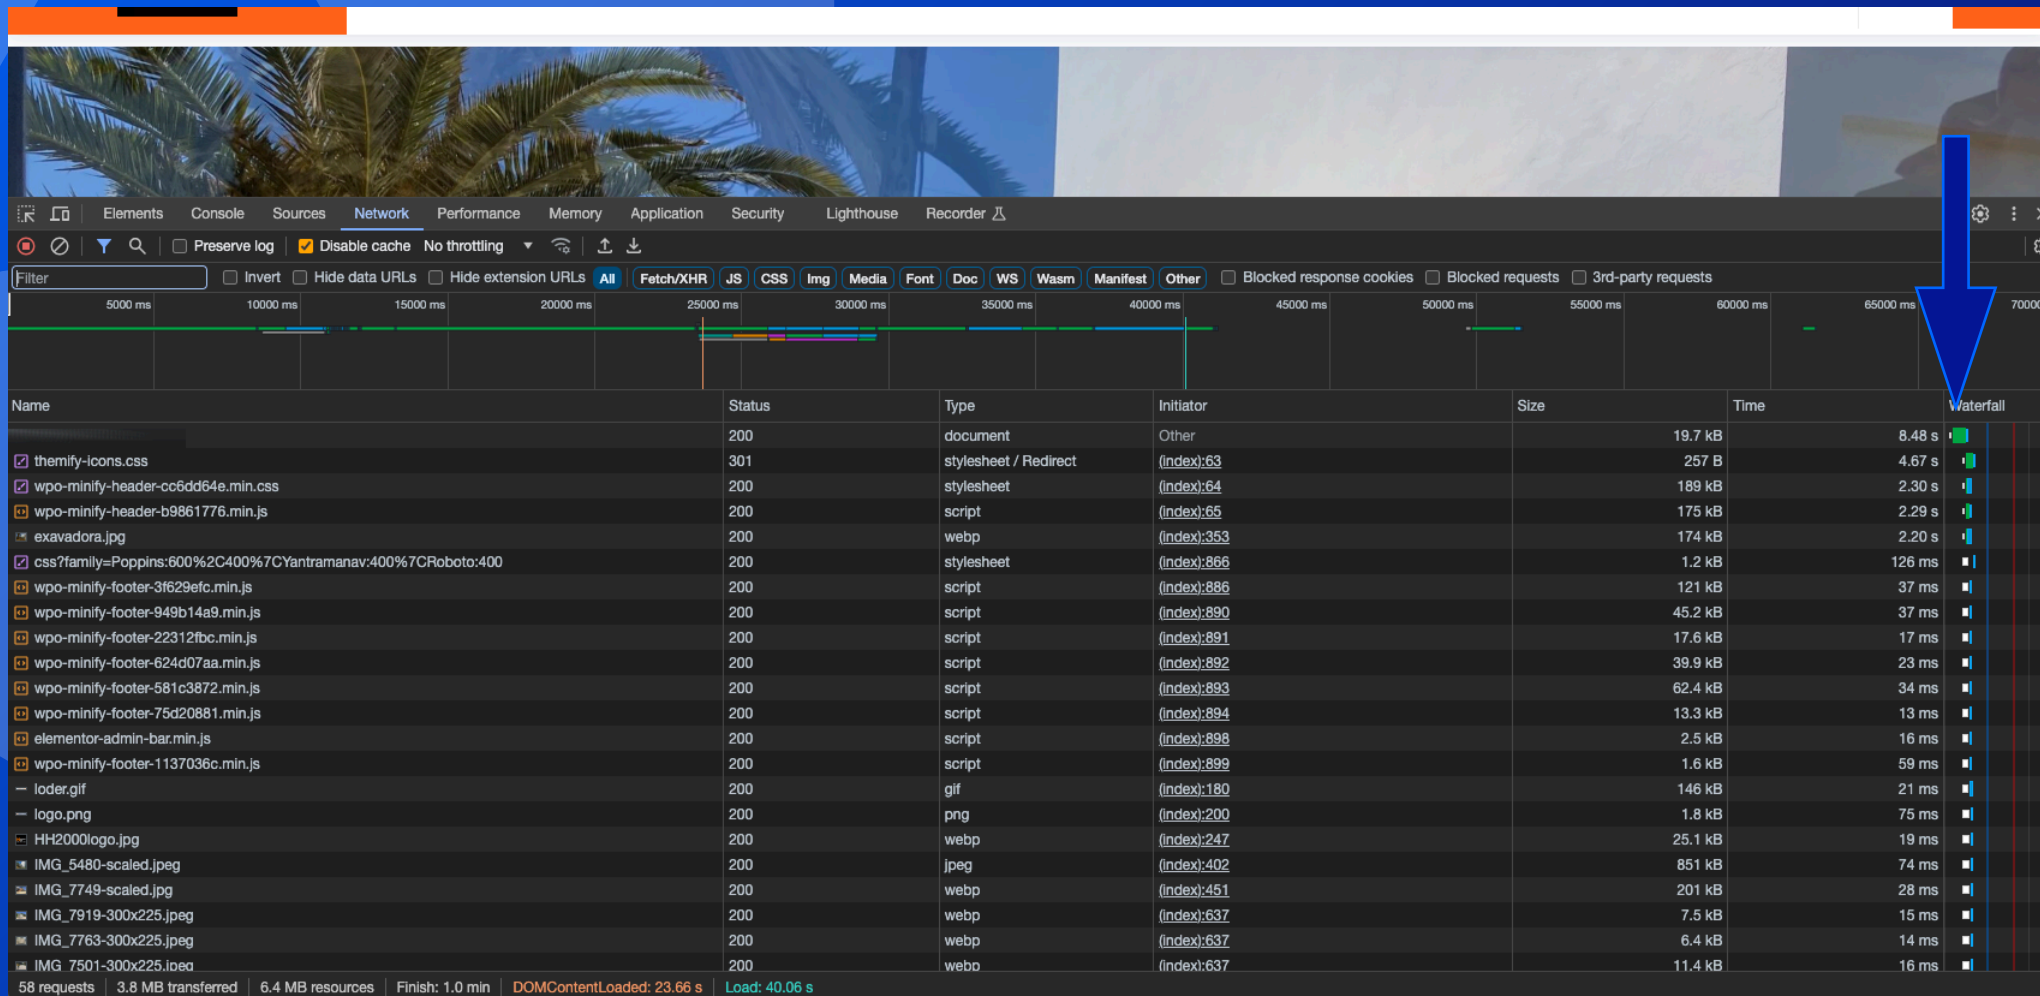 Elements Console Sources Network Performance Memory Application Security Lighthouse Recorder
Preserve log Disable cache No throttling
Filter Invert Hide data URLs Hide extension URLs All Fetch/XHR JS CSS Img Media Font Doc WS Wasm Manifest Other Blocked response cookies Blocked requests 3rd-party requests
5000 ms 10000 ms 15000 ms 20000 ms 25000 ms 30000 ms 35000 ms 40000 ms 45000 ms 50000 ms 55000 ms 60000 ms 65000 ms 7000
Name Status Type Initiator Size Time Waterfall
200 document Other 19.7 kB 8.48 s
themify-icons.css 301 stylesheet / Redirect (index):63 257 B 4.67 s
wpo-minify-header-cc6dd64e.min.css 200 stylesheet (index):64 189 kB 2.30 s
wpo-minify-header-b9861776.min.js 200 script (index):65 175 kB 2.29 s
exavadora.jpg 200 webp (index):353 174 kB 2.20 s
css?family=Poppins:600%2C400%7CYantramanav:400%7CRoboto:400 200 stylesheet (index):866 1.2 kB 126 ms
wpo-minify-footer-3f629efc.min.js 200 script (index):886 121 kB 37 ms
wpo-minify-footer-949b14a9.min.js 200 script (index):890 45.2 kB 37 ms
wpo-minify-footer-22312fbc.min.js 200 script (index):891 17.6 kB 17 ms
wpo-minify-footer-624d07aa.min.js 200 script (index):892 39.9 kB 23 ms
wpo-minify-footer-581c3872.min.js 200 script (index):893 62.4 kB 34 ms
wpo-minify-footer-75d20881.min.js 200 script (index):894 13.3 kB 13 ms
elementor-admin-bar.min.js 200 script (index):898 2.5 kB 16 ms
wpo-minify-footer-1137036c.min.js 200 script (index):899 1.6 kB 59 ms
loder.gif 200 gif (index):180 146 kB 21 ms
logo.png 200 png (index):200 1.8 kB 75 ms
HH2000logo.jpg 200 webp (index):247 25.1 kB 19 ms
IMG_5480-scaled.jpeg 200 jpeg (index):402 851 kB 74 ms
IMG_7749-scaled.jpg 200 webp (index):451 201 kB 28 ms
IMG_7919-300x225.jpeg 200 webp (index):637 7.5 kB 15 ms
IMG_7763-300x225.jpeg 200 webp (index):637 6.4 kB 14 ms
IMG_7501-300x225.jpeg 200 webp (index):637 11.4 kB 16 ms
58 requests 3.8 MB transferred 6.4 MB resources Finish: 1.0 min DOMContentLoaded: 23.66 s Load: 40.06 s